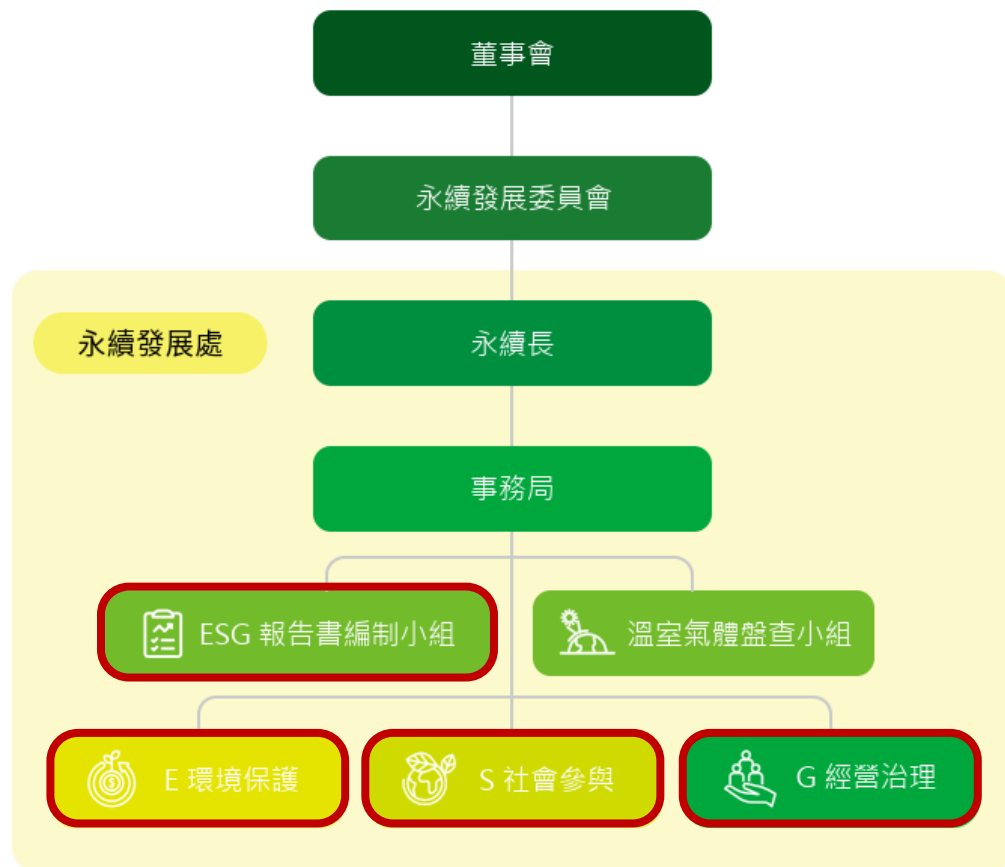 董事會
永續發展委員會
永續發展處
永續長
事務局
ESG 報告書編制小組
溫室氣體盤查小組
E 環境保護
S 社會參與
G 經營治理